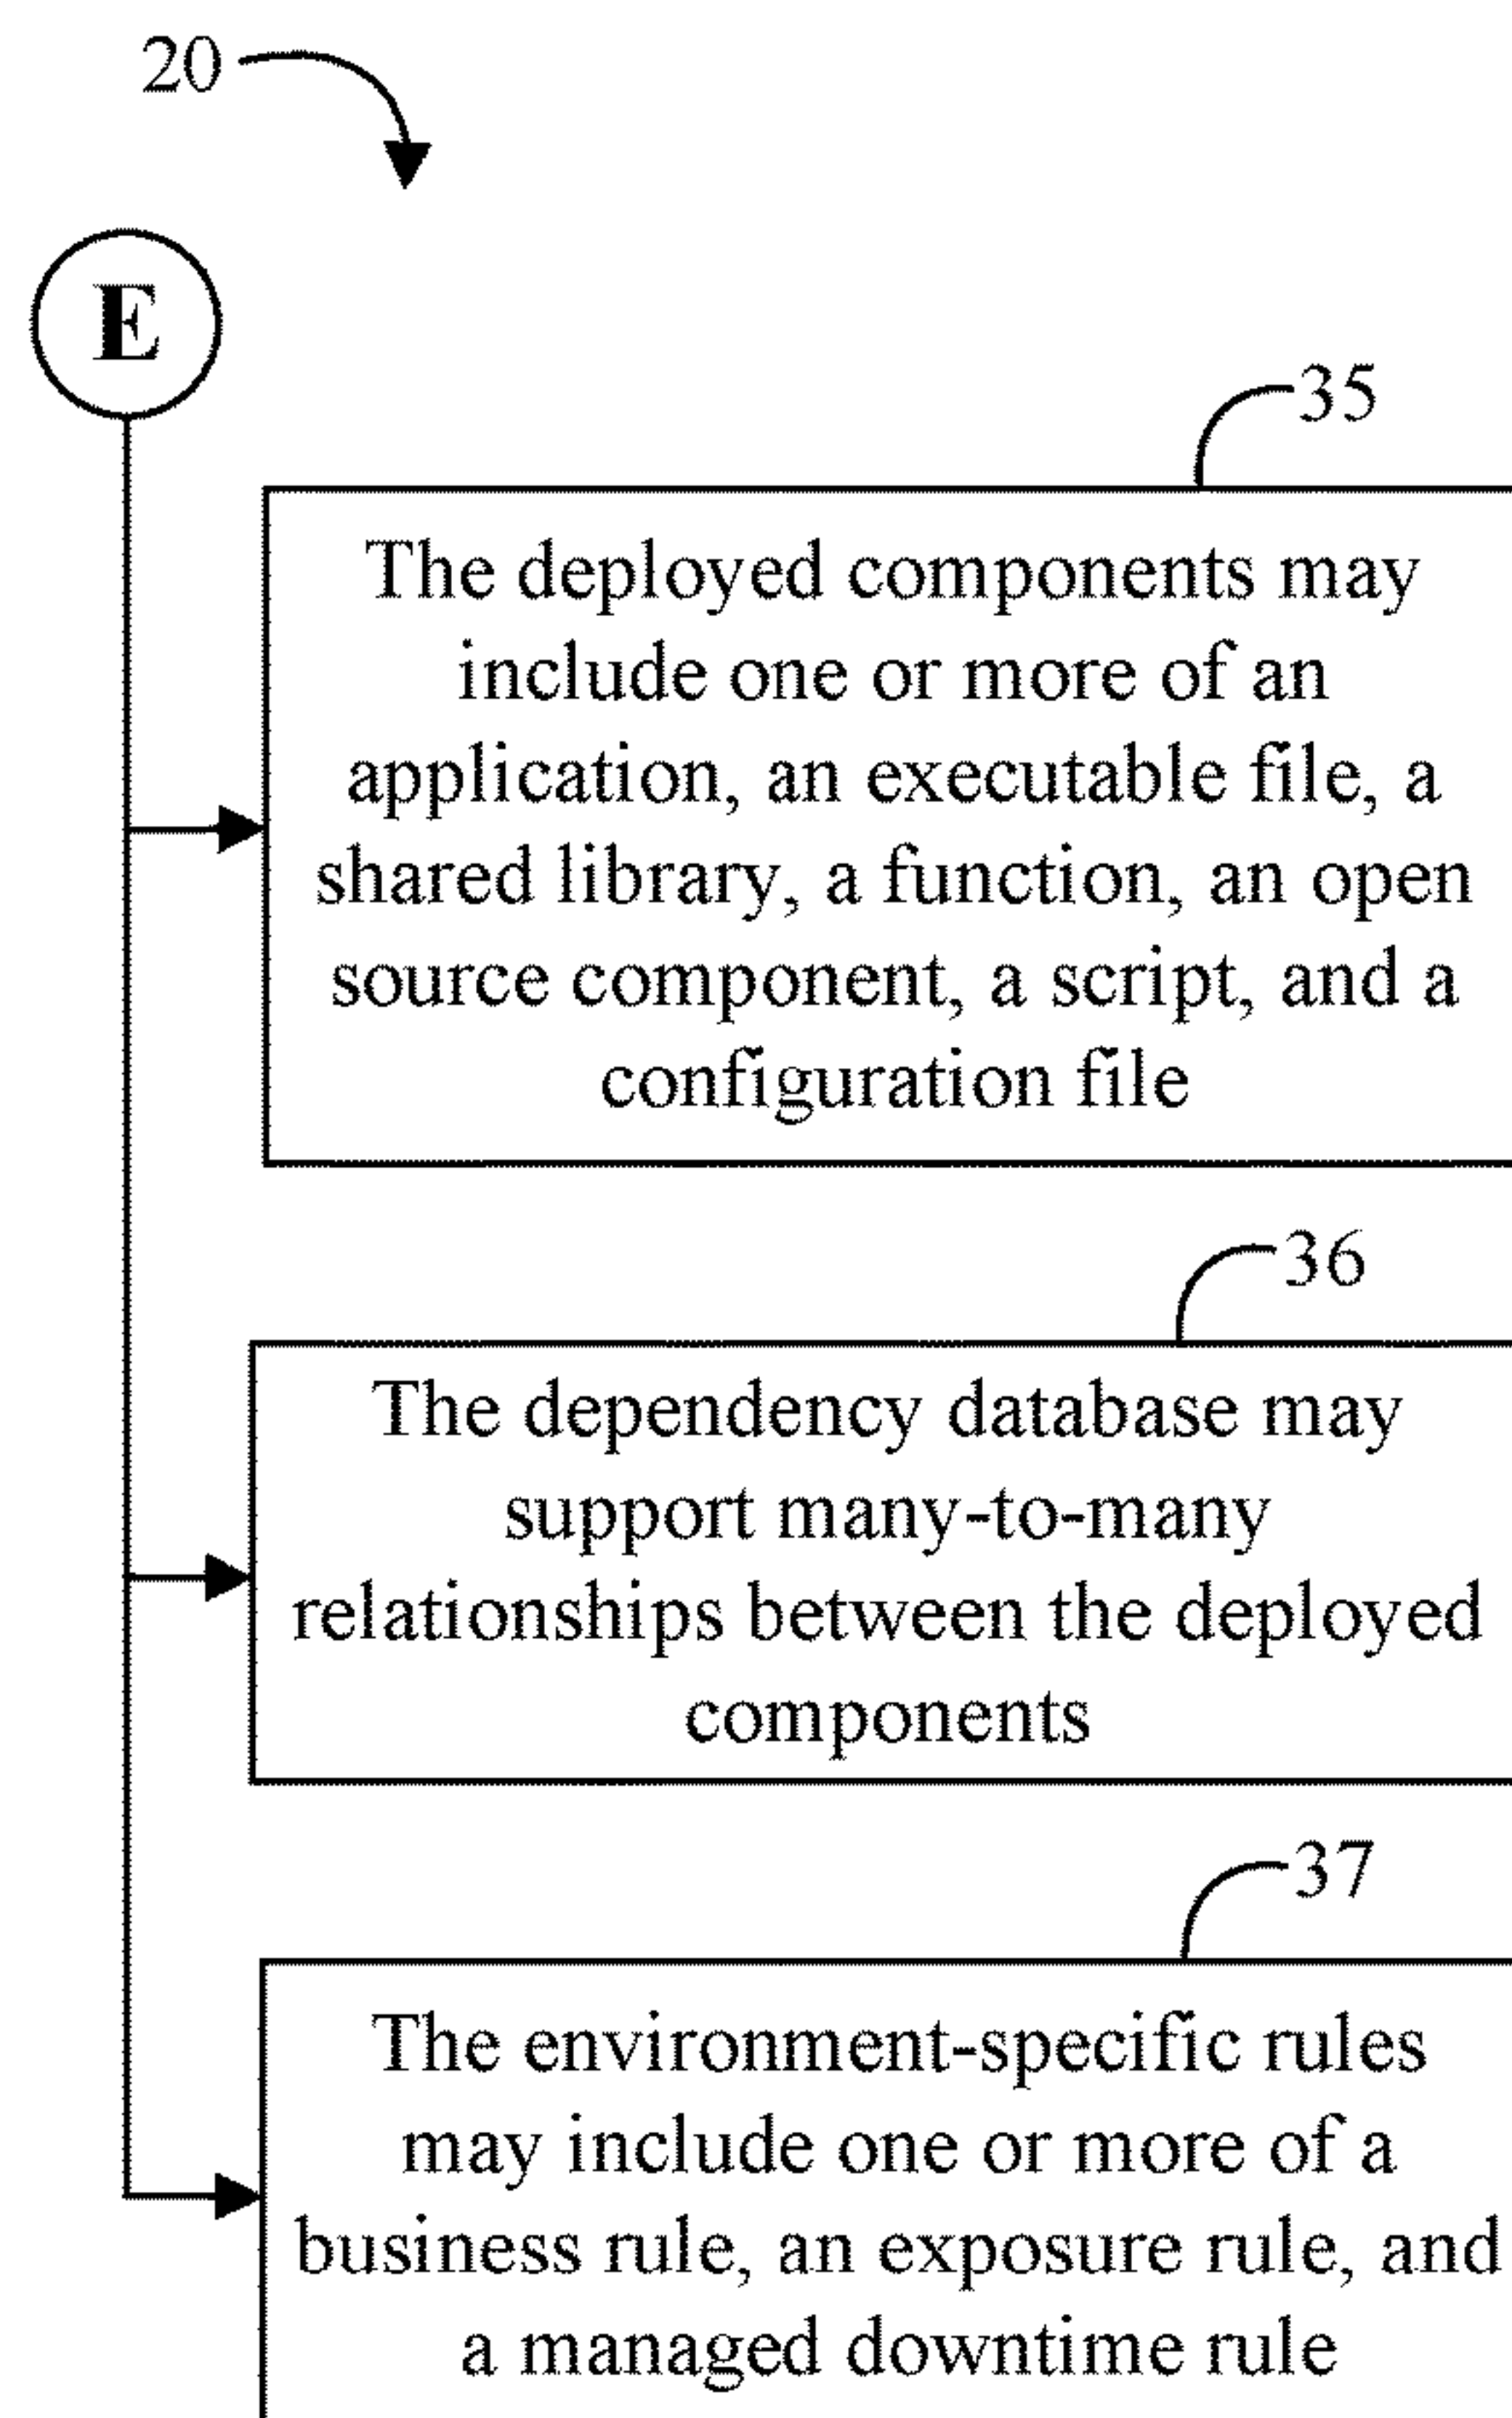 20
E
35
The deployed components may
include one or more of an
application, an executable file, a
shared library, a function, an open
source component, a script, and a
configuration file
36
The dependency database may
support many-to-many
relationships between the deployed
components
37
The environment-specific rules
may include one or more of a
business rule, an exposure rule, and
a managed downtime rule